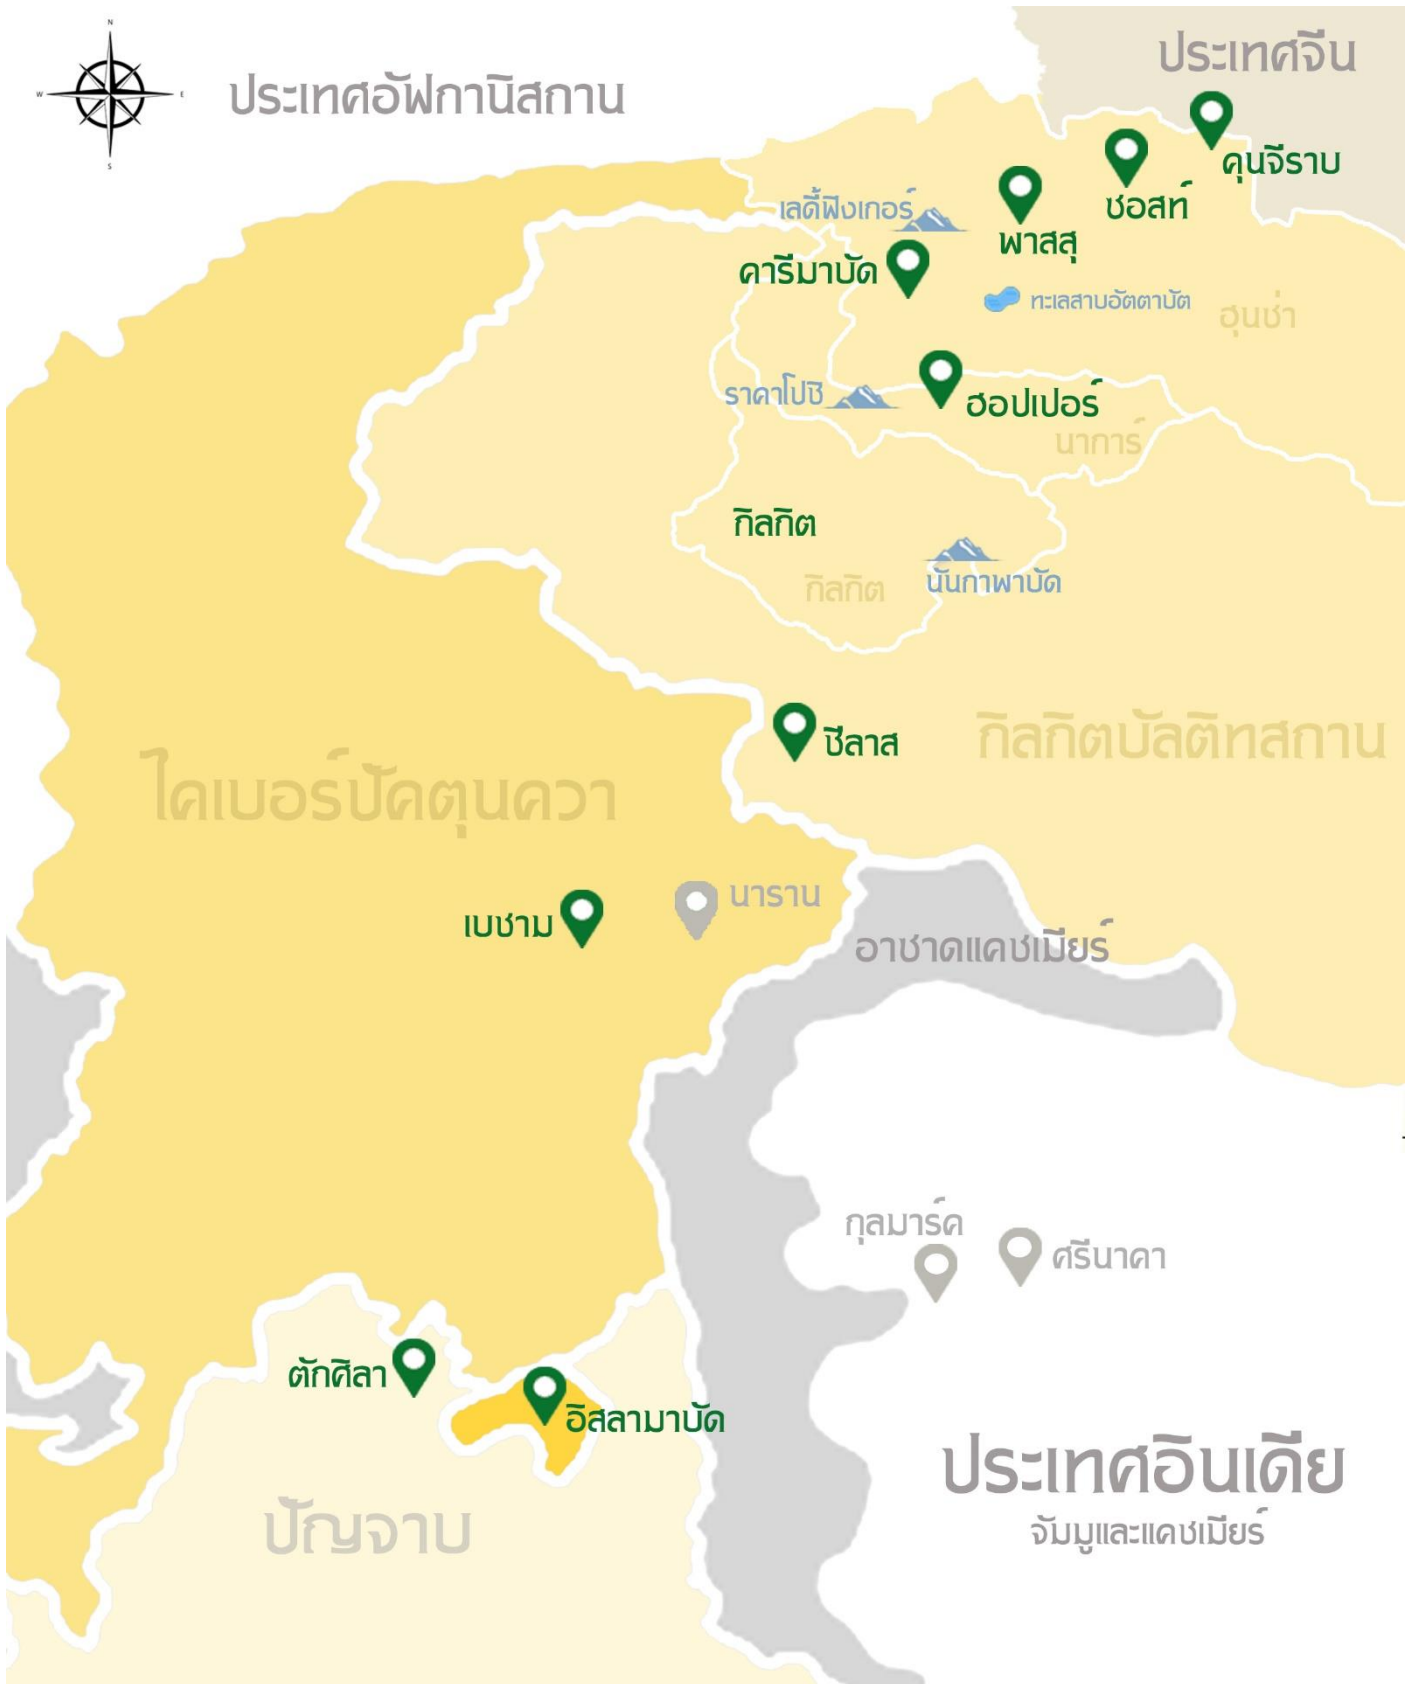 N
W
E
S
ประเทศอัฟกานิสถาน
ประเทศจีน
คุนจีราบ
ซอสท์
พาสสุ
เลดี้ฟิงเกอร์
คารีมาบัด
ทะเลสาบอัตตาบัต
ฮุนซ่า
ราคาโปชิ
ฮอปเปอร์
นาการ์
กิลกิต
นันกาพาบัด
กิลกิต
ชีลาส
กิลกิตบัลติทสถาน
ไคเบอร์ปัคตุนควา
นาราน
เบชาม
อาซาดแคชเมียร์
กุลมาร์ค
ศรีนาคา
ตักศิลา
อิสลามาบัด
ประเทศอินเดีย
จัมมูและแคชเมียร์
ปัญจาบ